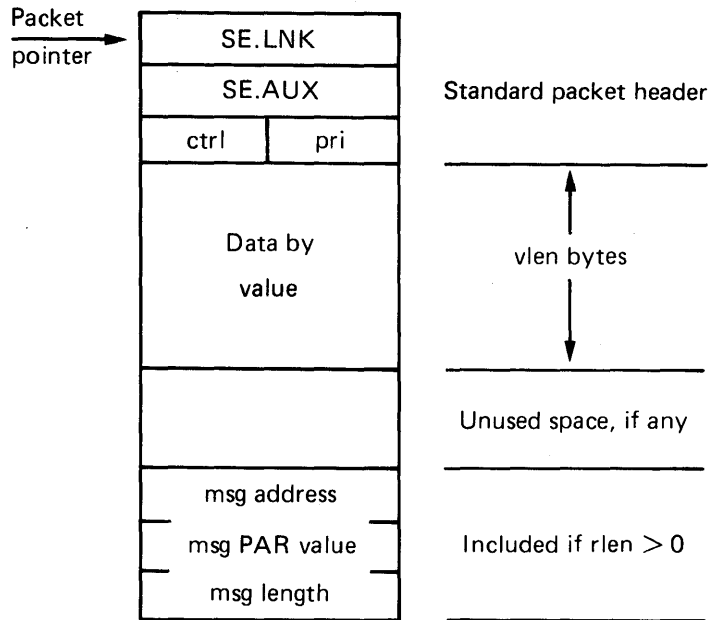 Packet
pointer
SE.LNK
SE.AUX
Standard packet header
ctrl pri
Data by
value
vlen bytes
Unused space, if any
msg address
msg PAR value
Included if rlen > 0
msg length